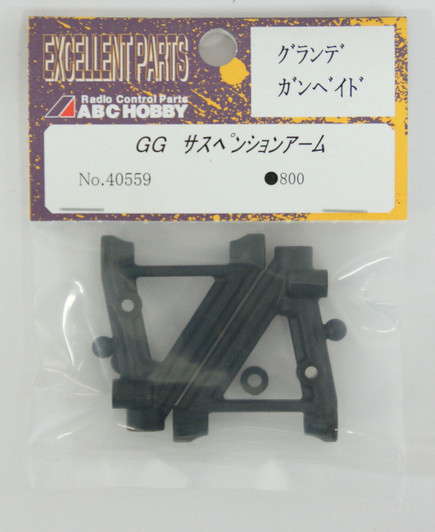 EXCELLENT PARTS
Radio Control Parts
ABC HOBBY
ｸﾞランデ
ガンベイﾄﾞ
GG サスﾍﾟンションアーム
No.40559 ●800